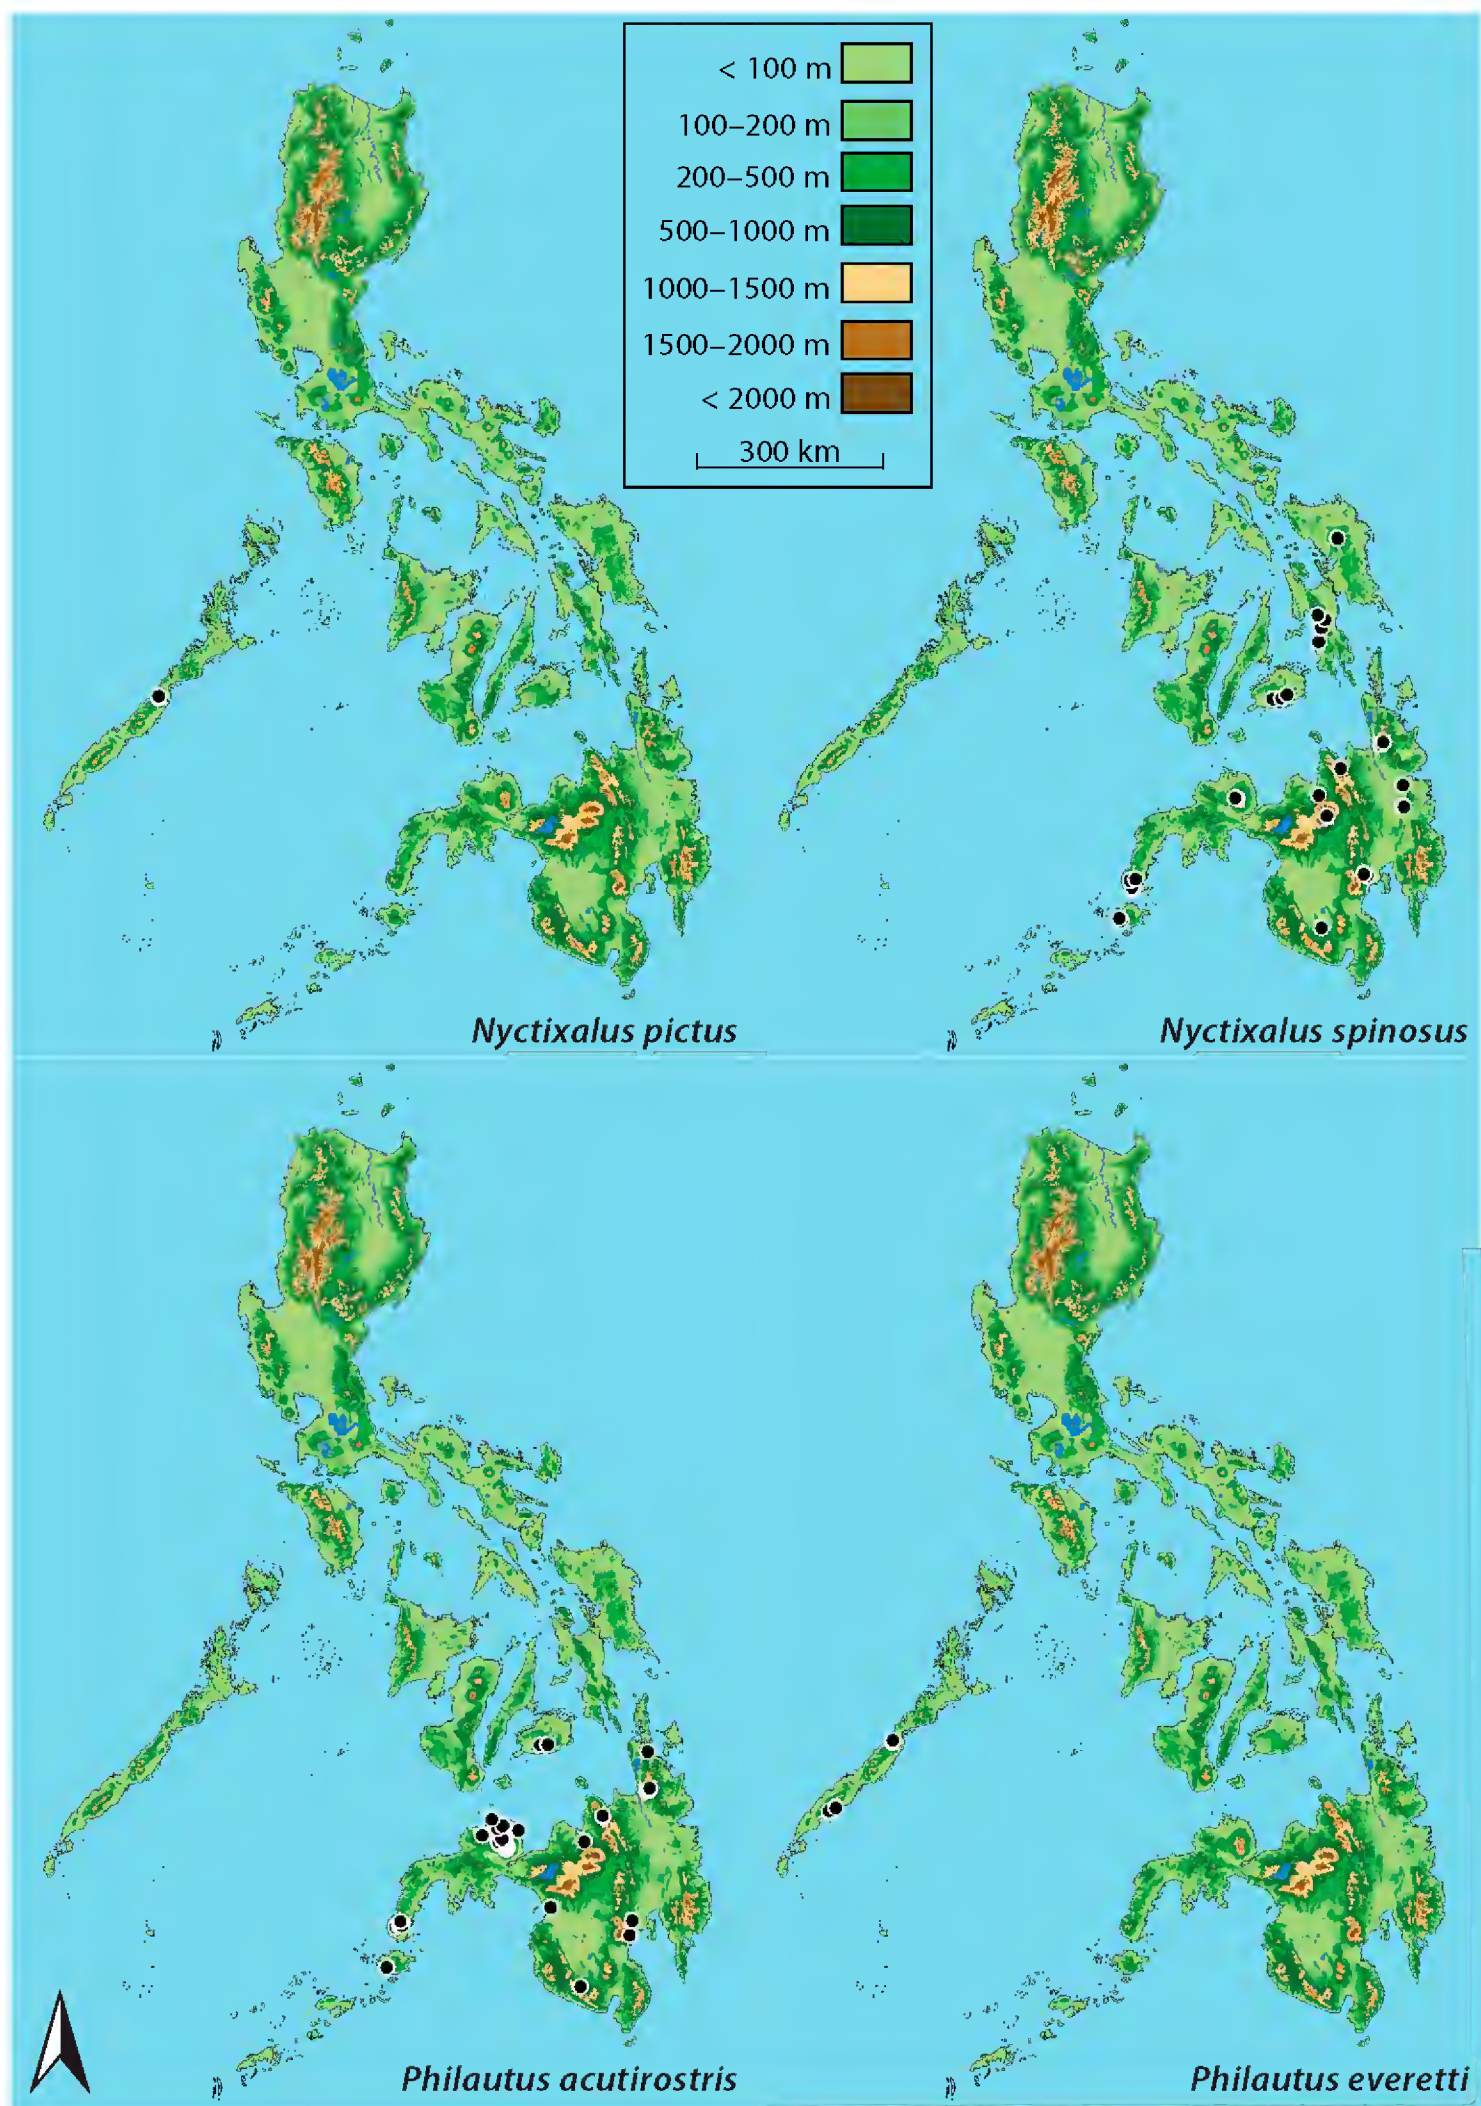 < 100 m
100–200 m
200–500 m
500–1000 m
1000–1500 m
1500–2000 m
< 2000 m
300 km
Nyctixalus pictus
Nyctixalus spinosus
Philautus acutirostris
Philautus everetti